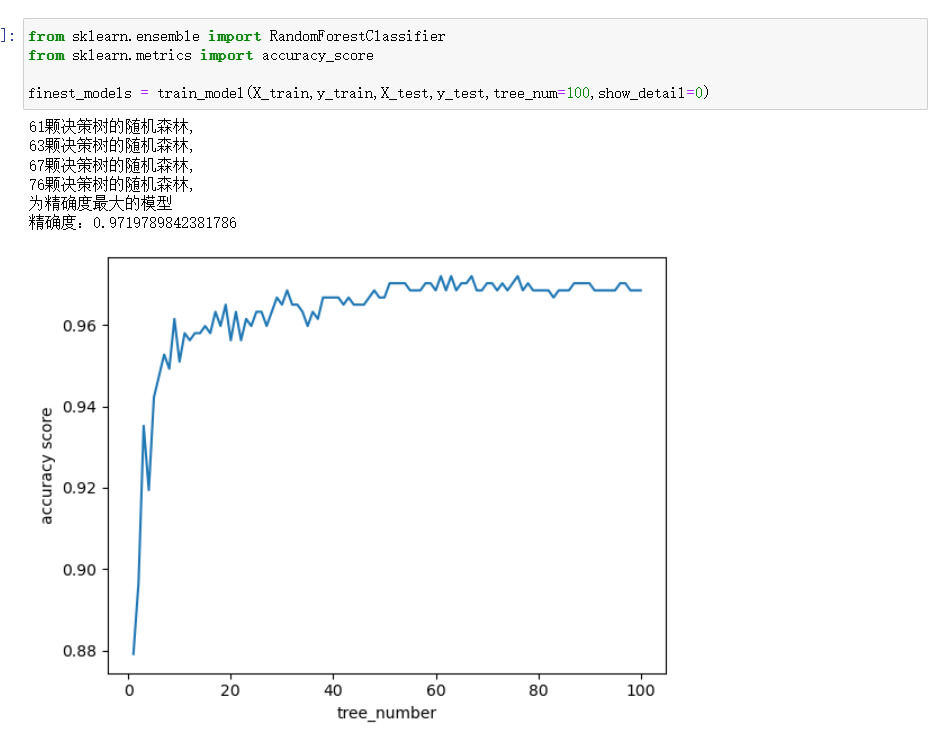 ]:
from sklearn.ensemble import RandomForestClassifier
from sklearn.metrics import accuracy_score
finest_models = train_model(X_train,y_train,X_test,y_test,tree_num=100,show_detail=0)
61颗决策树的随机森林,
63颗决策树的随机森林,
67颗决策树的随机森林,
76颗决策树的随机森林,
为精确度最大的模型
精确度：0.9719789842381786
0.96
0.94
0.92
0.90
0.88
accuracy score
0 20 40 60 80 100
tree_number